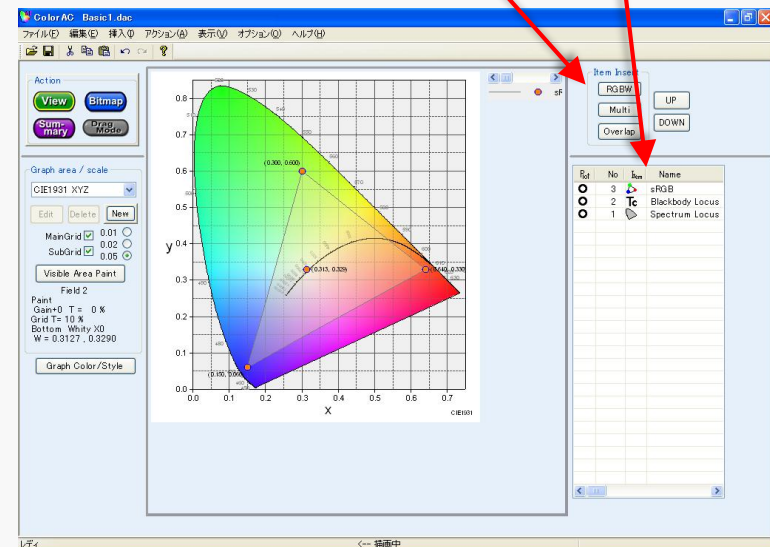 ColorAC Basic1.dac
ファイル(F) 編集(E) 挿入(I) アクション(A) 表示(V) オプション(O) ヘルプ(H)
Action
View Bitmap
Sum-mary Drag Mode
Graph area / scale
CIE1931 XYZ
Edit Delete New
MainGrid 0.01
0.02
SubGrid 0.05
Visible Area Paint
Field 2
Paint
Gain+0 T = 0 %
Grid T= 10 %
Bottom Whity X0
W = 0.3127 , 0.3290
Graph Color/Style
0.8
0.7
0.6
0.5
y
0.4
0.3
0.2
0.1
0.0
0.0 0.1 0.2 0.3 0.4 0.5 0.6 0.7
x
CIE1931
(0.300, 0.600)
(0.313, 0.329)
(0.640, 0.330)
(0.150, 0.060)
Item Insert
RGBW
Multi
Overlap
UP
DOWN
Plot No Item Name
3 sRGB
2 Tc Blackbody Locus
1 Spectrum Locus
レディ
<-- 描画中